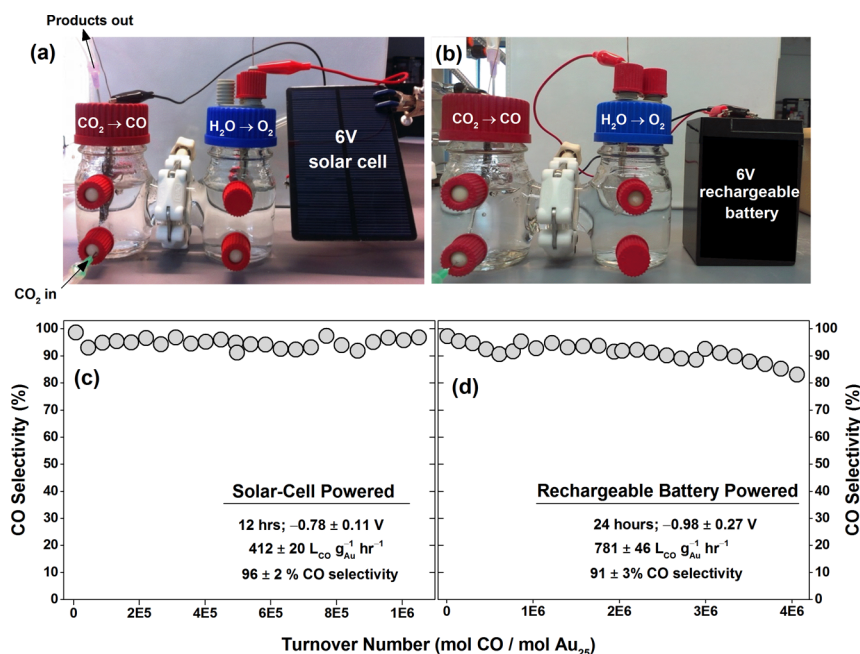 Products out
(a)
CO₂ → CO
H₂O → O₂
6V
solar cell
CO₂ in
(b)
CO₂ → CO
H₂O → O₂
6V
rechargeable
battery
CO Selectivity (%)
100
90
80
70
60
50
40
30
20
10
0
(c)
Solar-Cell Powered
12 hrs; −0.78 ± 0.11 V
412 ± 20 L_CO g_Au⁻¹ hr⁻¹
96 ± 2 % CO selectivity
0 2E5 4E5 6E5 8E5 1E6
(d)
Rechargeable Battery Powered
24 hours; −0.98 ± 0.27 V
781 ± 46 L_CO g_Au⁻¹ hr⁻¹
91 ± 3% CO selectivity
0 1E6 2E6 3E6 4E6
100
90
80
70
60
50
40
30
20
10
0
CO Selectivity (%)
Turnover Number (mol CO / mol Au₂₅)